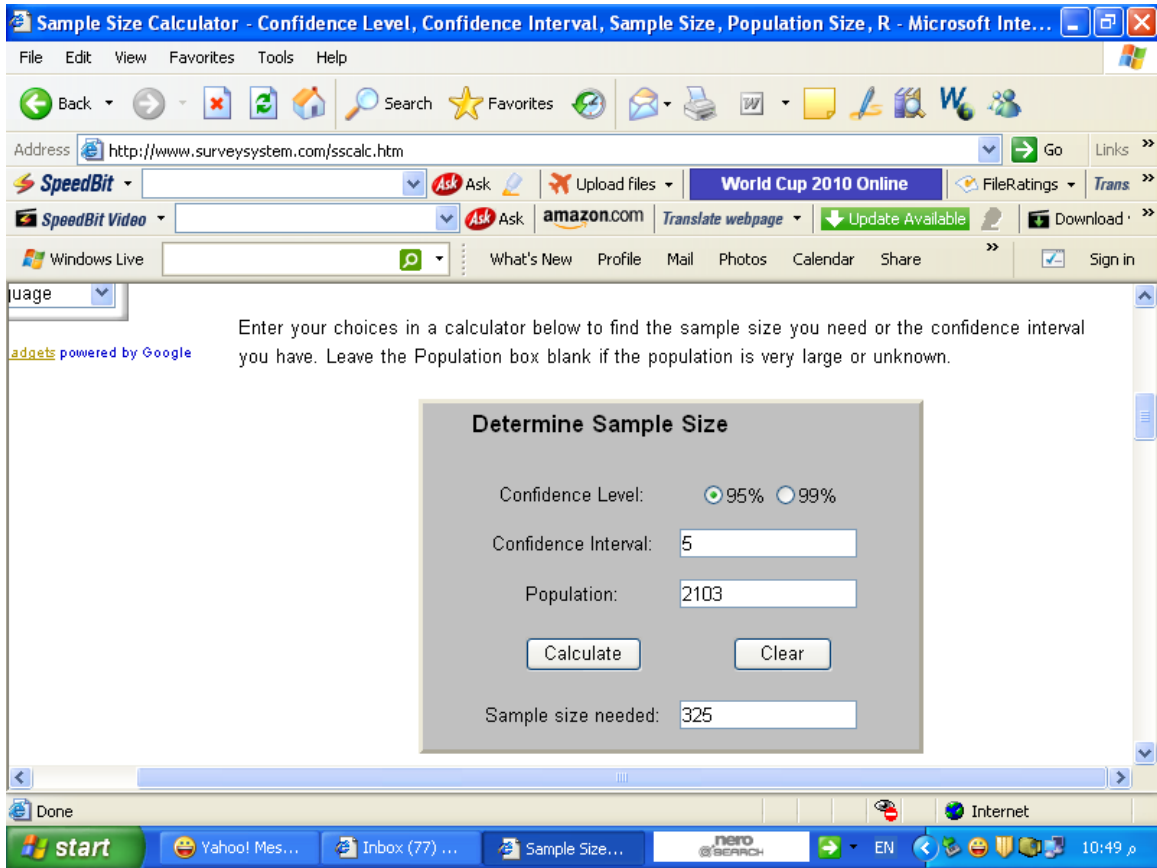 Sample Size Calculator - Confidence Level, Confidence Interval, Sample Size, Population Size, R - Microsoft Inte...
File Edit View Favorites Tools Help
Back Search Favorites
Address http://www.surveysystem.com/sscalc.htm Go Links »
SpeedBit Ask Upload files World Cup 2010 Online FileRatings Trans »
SpeedBit Video Ask amazon.com Translate webpage Update Available Download »
Windows Live What's New Profile Mail Photos Calendar Share » Sign in
juage
Enter your choices in a calculator below to find the sample size you need or the confidence interval
adgets powered by Google
you have. Leave the Population box blank if the population is very large or unknown.
Determine Sample Size
Confidence Level: 95% 99%
Confidence Interval: 5
Population: 2103
Calculate Clear
Sample size needed: 325
Done Internet
start Yahoo! Mes... Inbox (77) ... Sample Size... nero @SEARCH EN 10:49 م